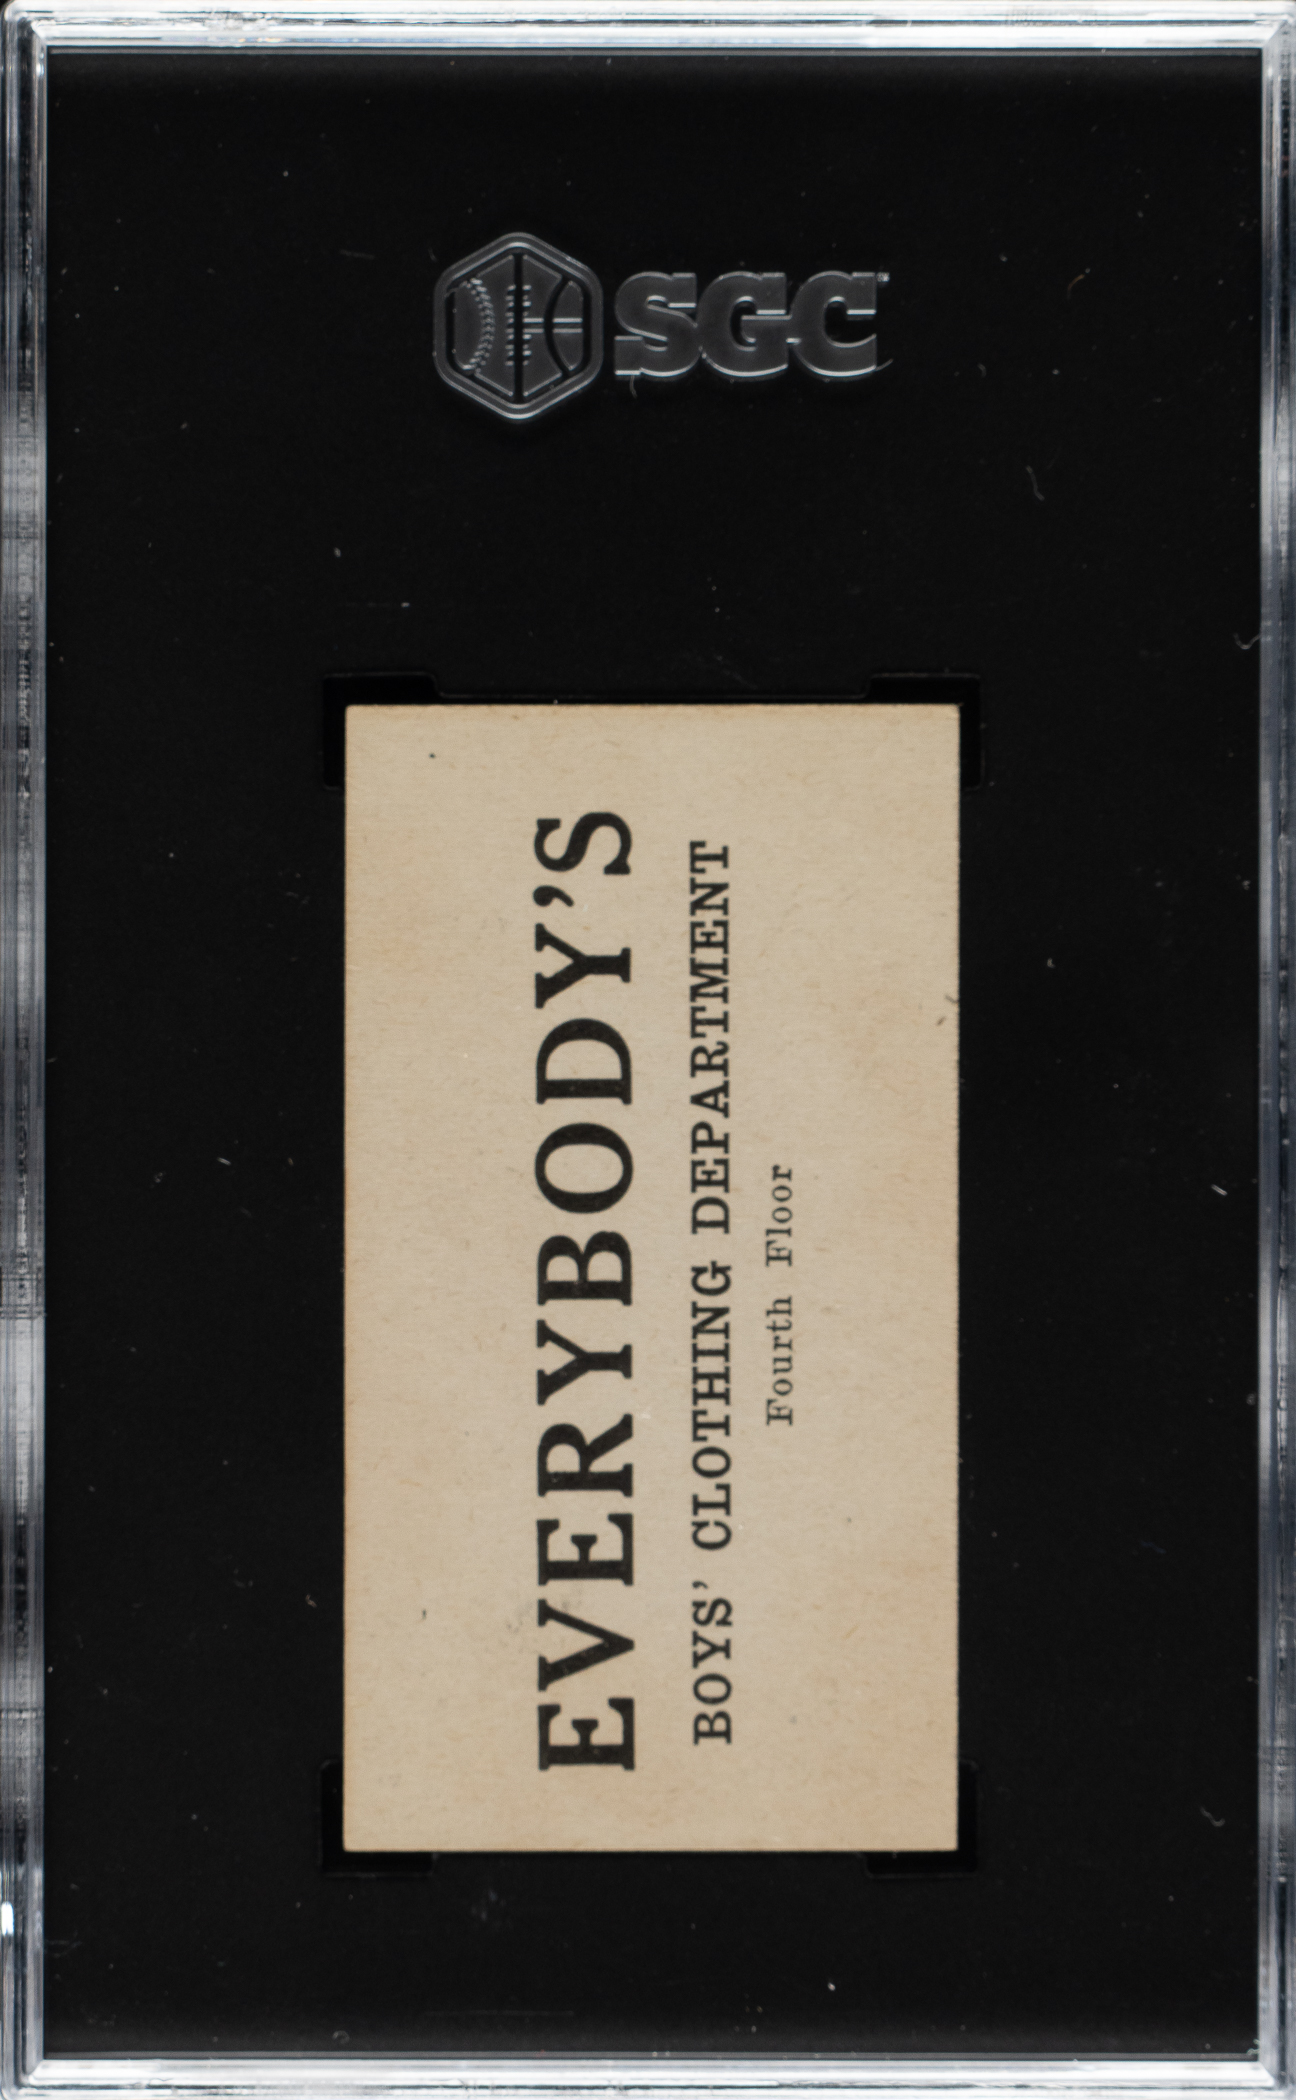 SGC
EVERYBODY'S
BOYS' CLOTHING DEPARTMENT
Fourth Floor